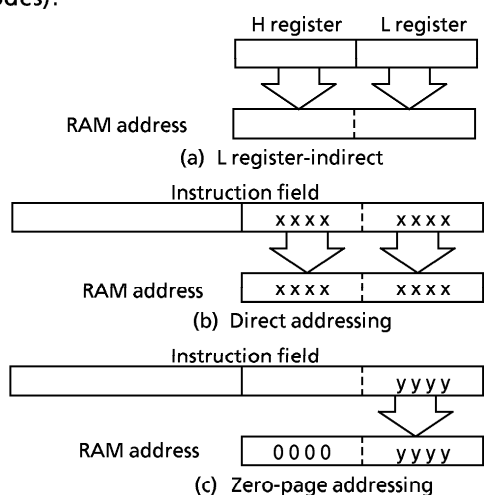 odes):
H register L register
RAM address
(a) L register-indirect
Instruction field
x x x x x x x x
RAM address x x x x x x x x
(b) Direct addressing
Instruction field
y y y y
RAM address 0 0 0 0 y y y y
(c) Zero-page addressing